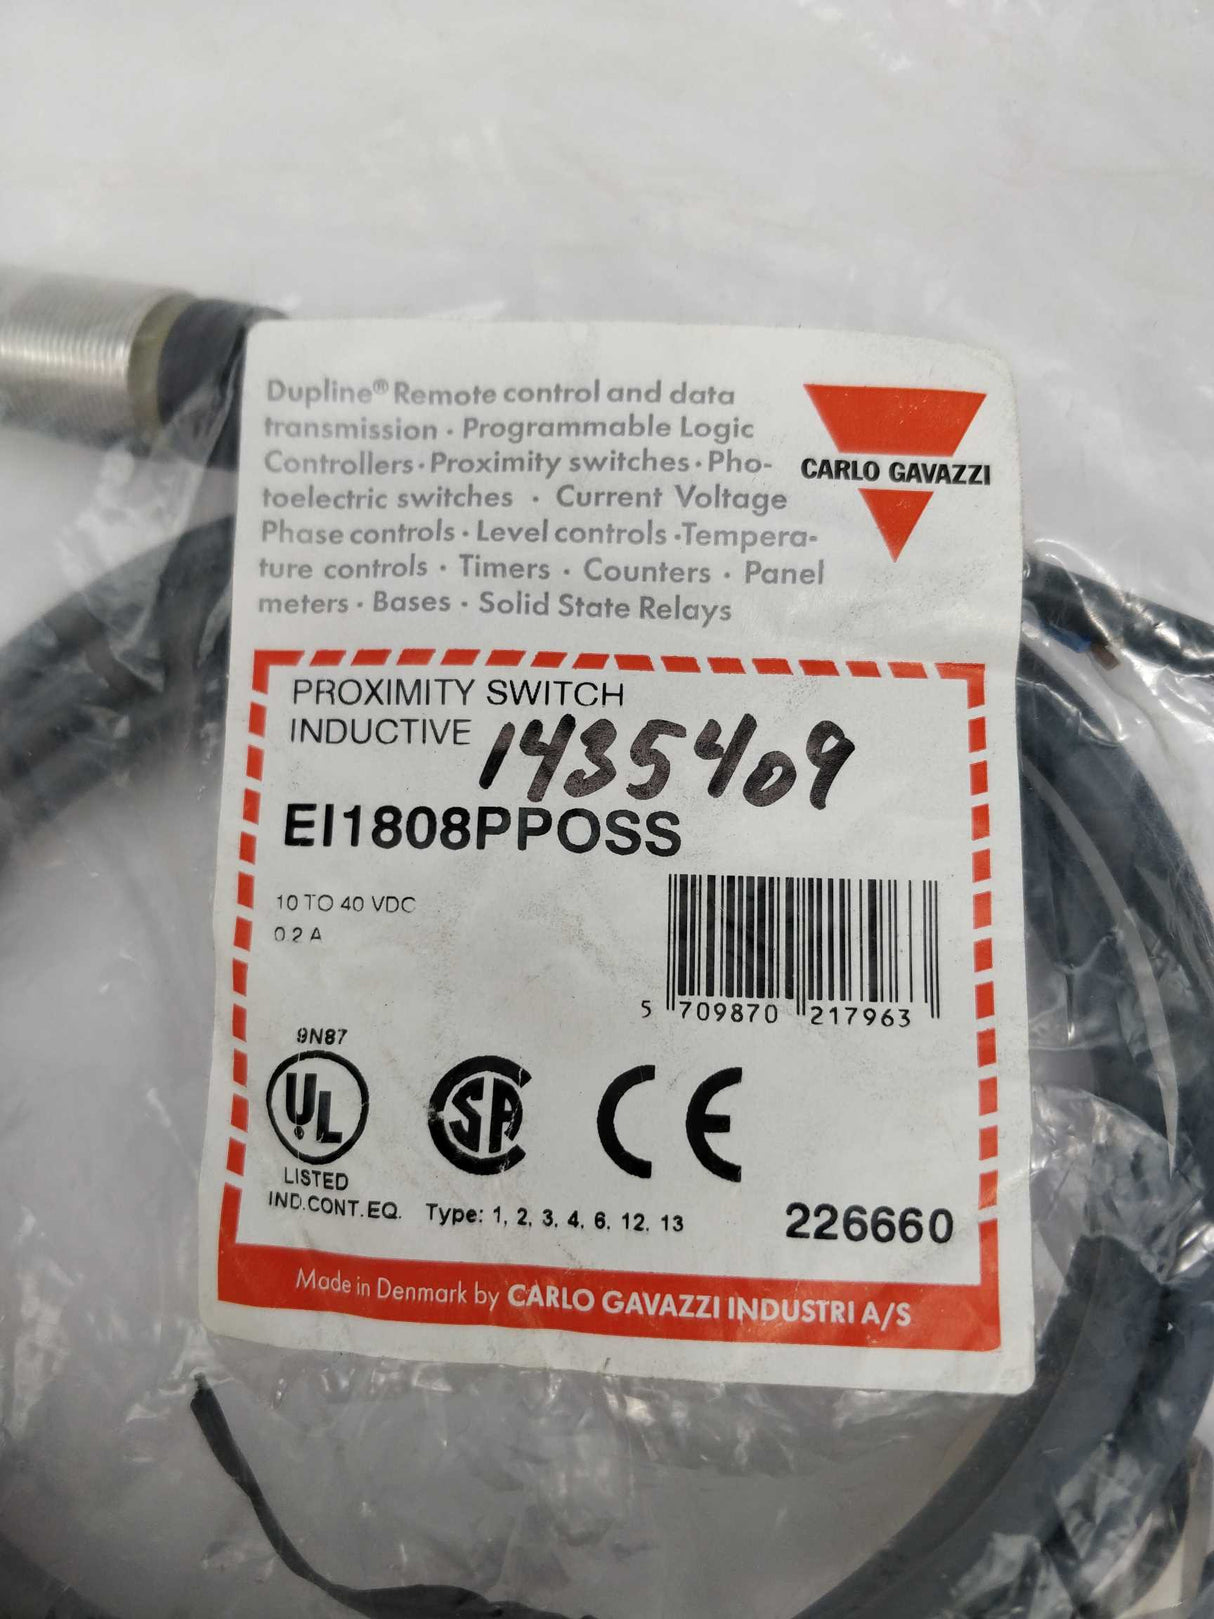 Dupline® Remote control and data
transmission · Programmable Logic
Controllers · Proximity switches · Pho-
toelectric switches · Current Voltage
Phase controls · Level controls · Tempera-
ture controls · Timers · Counters · Panel
meters · Bases · Solid State Relays
CARLO GAVAZZI
PROXIMITY SWITCH
INDUCTIVE
1435409
EI1808PPOSS
10 TO 40 VDC
0.2 A
5 709870 217963
9N87
UL
LISTED
IND.CONT.EQ.
SA
CE
Type: 1, 2, 3, 4, 6, 12, 13
226660
Made in Denmark by CARLO GAVAZZI INDUSTRI A/S